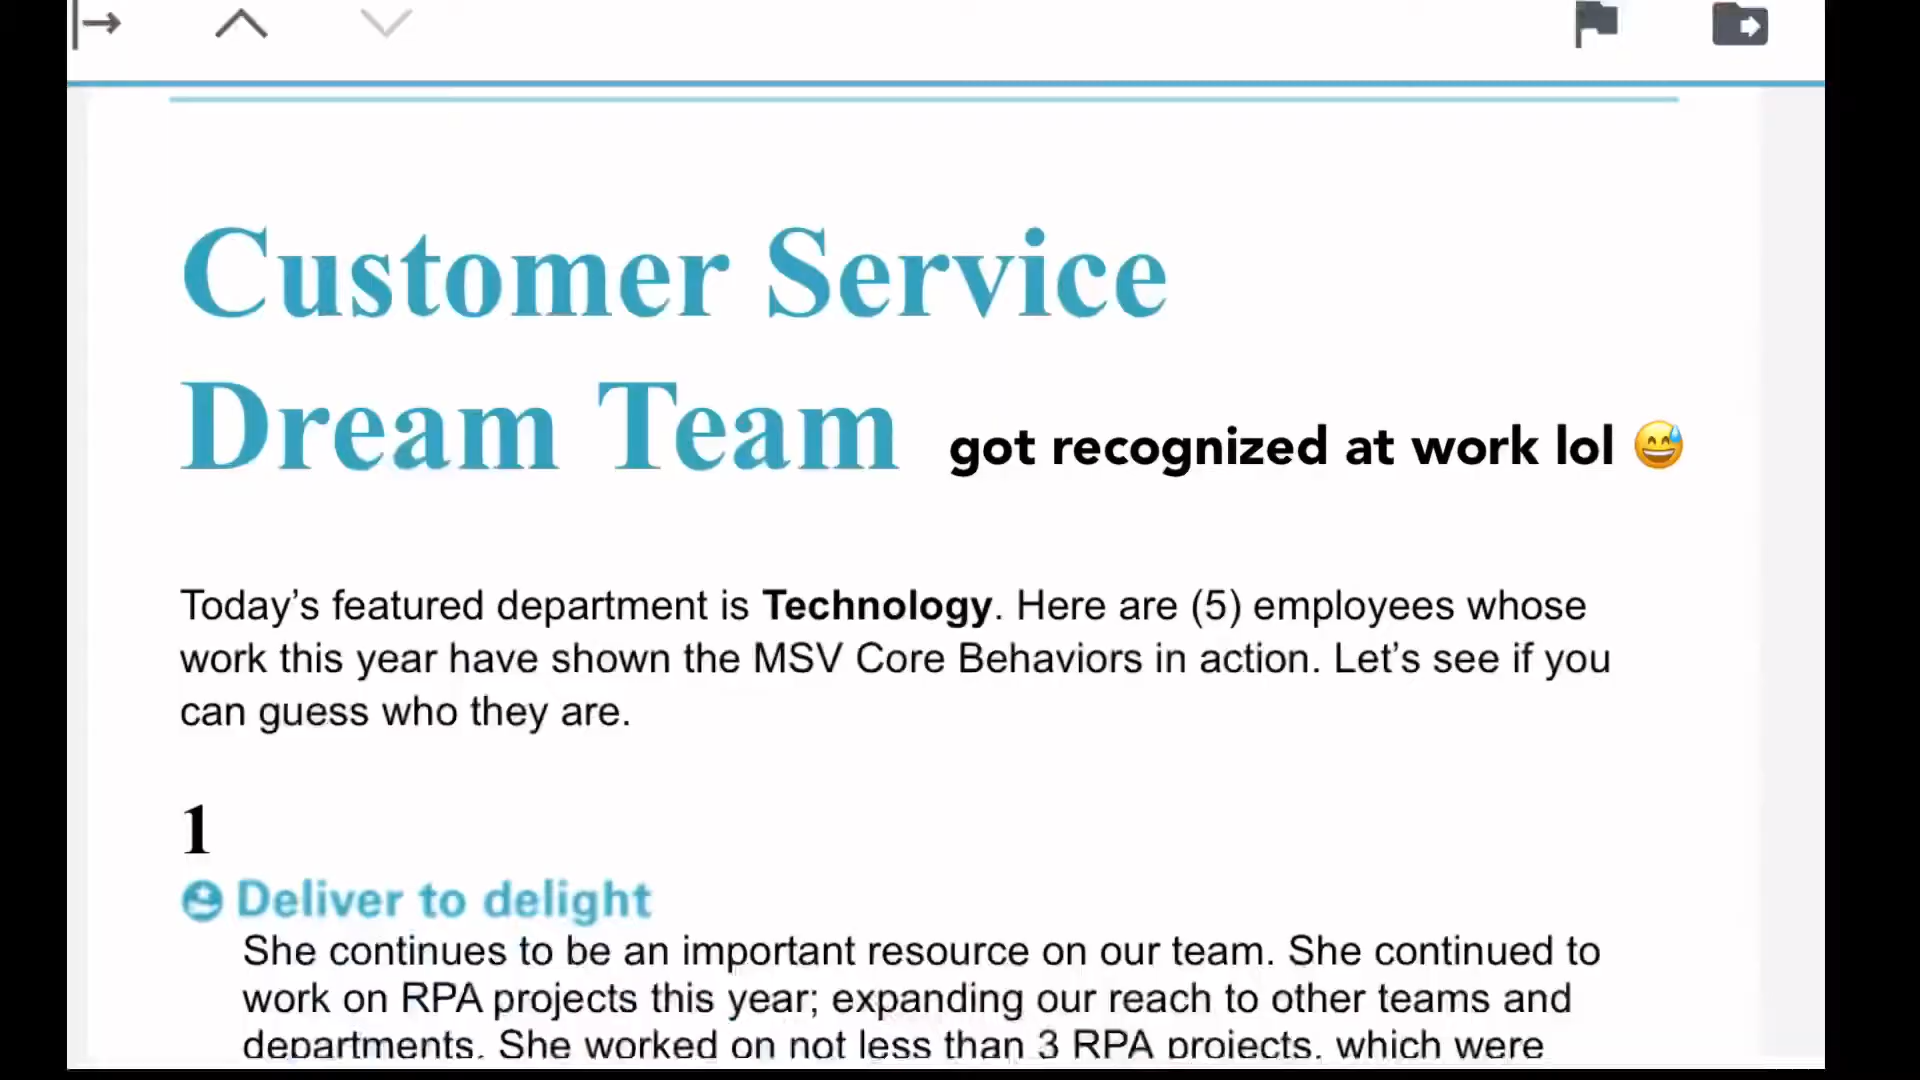 Customer Service
Dream Team
got recognized at work lol 😅
Today’s featured department is Technology. Here are (5) employees whose
work this year have shown the MSV Core Behaviors in action. Let’s see if you
can guess who they are.
1
Deliver to delight
She continues to be an important resource on our team. She continued to
work on RPA projects this year; expanding our reach to other teams and
departments. She worked on not less than 3 RPA projects, which were